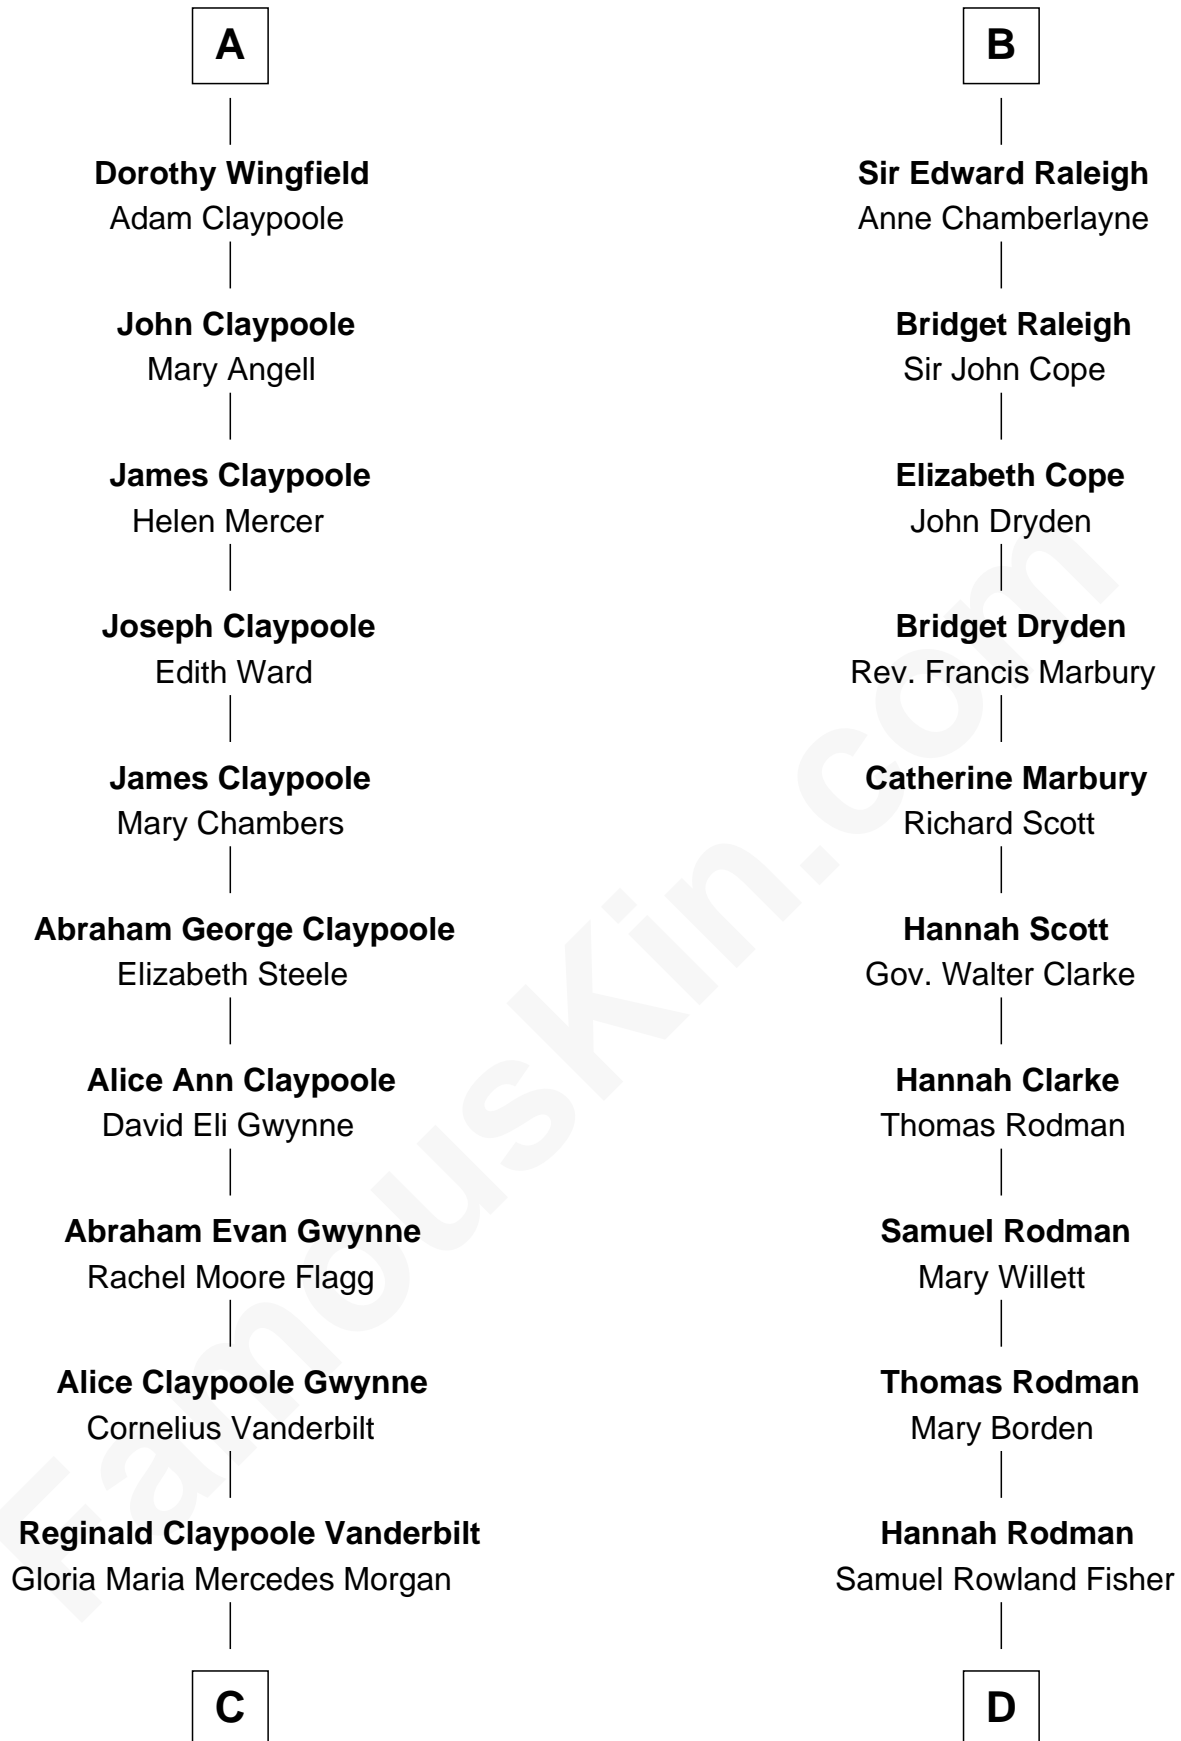 A
Dorothy Wingfield
Adam Claypoole
John Claypoole
Mary Angell
James Claypoole
Helen Mercer
Joseph Claypoole
Edith Ward
James Claypoole
Mary Chambers
Abraham George Claypoole
Elizabeth Steele
Alice Ann Claypoole
David Eli Gwynne
Abraham Evan Gwynne
Rachel Moore Flagg
Alice Claypoole Gwynne
Cornelius Vanderbilt
Reginald Claypoole Vanderbilt
Gloria Maria Mercedes Morgan
C
B
Sir Edward Raleigh
Anne Chamberlayne
Bridget Raleigh
Sir John Cope
Elizabeth Cope
John Dryden
Bridget Dryden
Rev. Francis Marbury
Catherine Marbury
Richard Scott
Hannah Scott
Gov. Walter Clarke
Hannah Clarke
Thomas Rodman
Samuel Rodman
Mary Willett
Thomas Rodman
Mary Borden
Hannah Rodman
Samuel Rowland Fisher
D
FamousKin.com